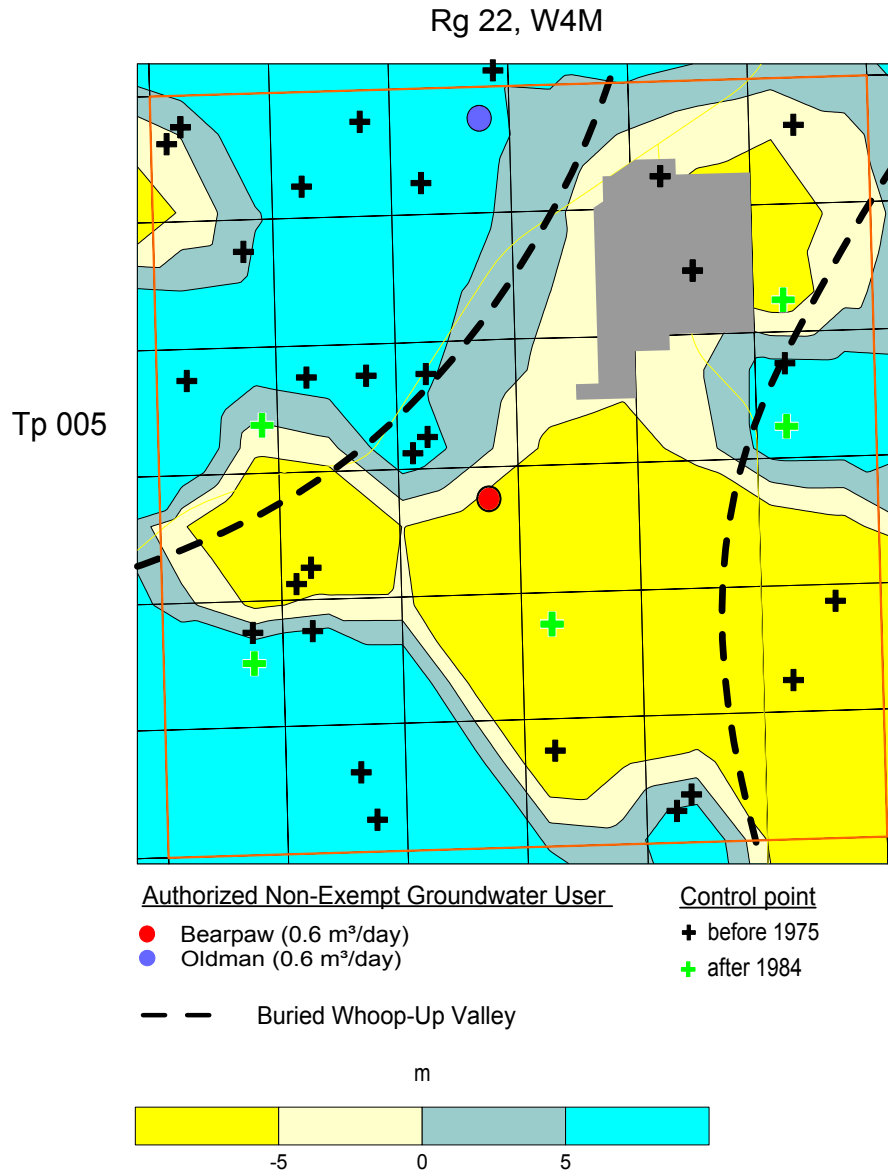 Rg 22, W4M
Tp 005
Authorized Non-Exempt Groundwater User
Bearpaw (0.6 m³/day)
Oldman (0.6 m³/day)
Buried Whoop-Up Valley
Control point
before 1975
after 1984
m
-5 0 5